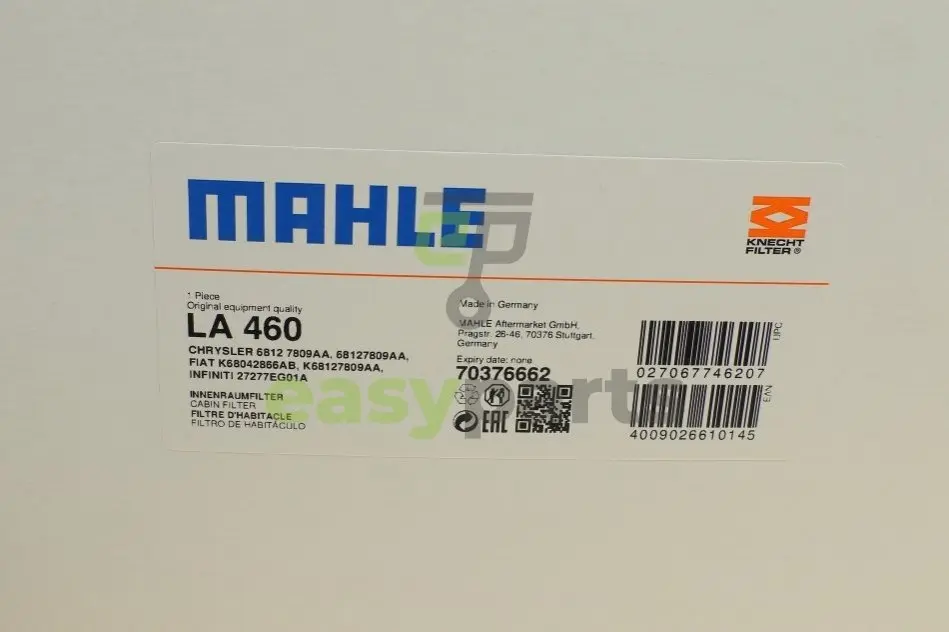 MAHLE
KNECHT
FILTER®
1 Piece
Original equipment quality
LA 460
CHRYSLER 6812 7809AA, 68127809AA,
FIAT K68042866AB, K68127809AA,
INFINITI 27277EG01A
INNENRAUMFILTER
CABIN FILTER
FILTRE D'HABITACLE
FILTRO DE HABITÁCULO
Made in Germany
MAHLE Aftermarket GmbH,
Pragstr. 26-46, 70376 Stuttgart,
Germany
Expiry date: none
70376662
EAC
UPC
027067746207
EAN
4009026610145
easyparts